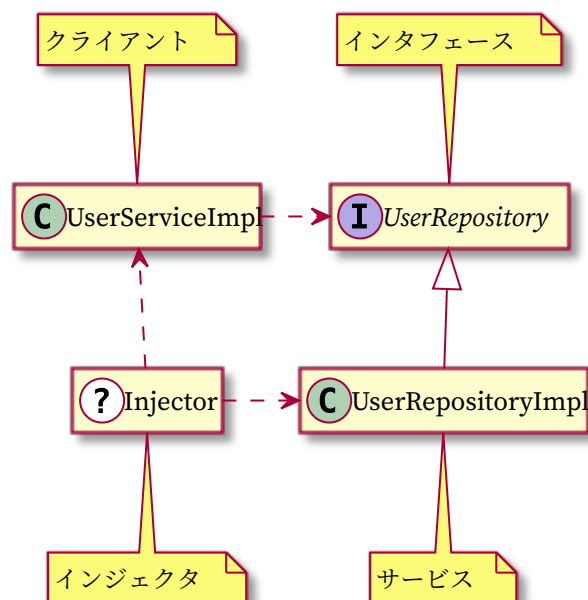 クライアント
インタフェース
C UserServiceImpl
I UserRepository
? Injector
C UserRepositoryImpl
インジェクタ
サービス